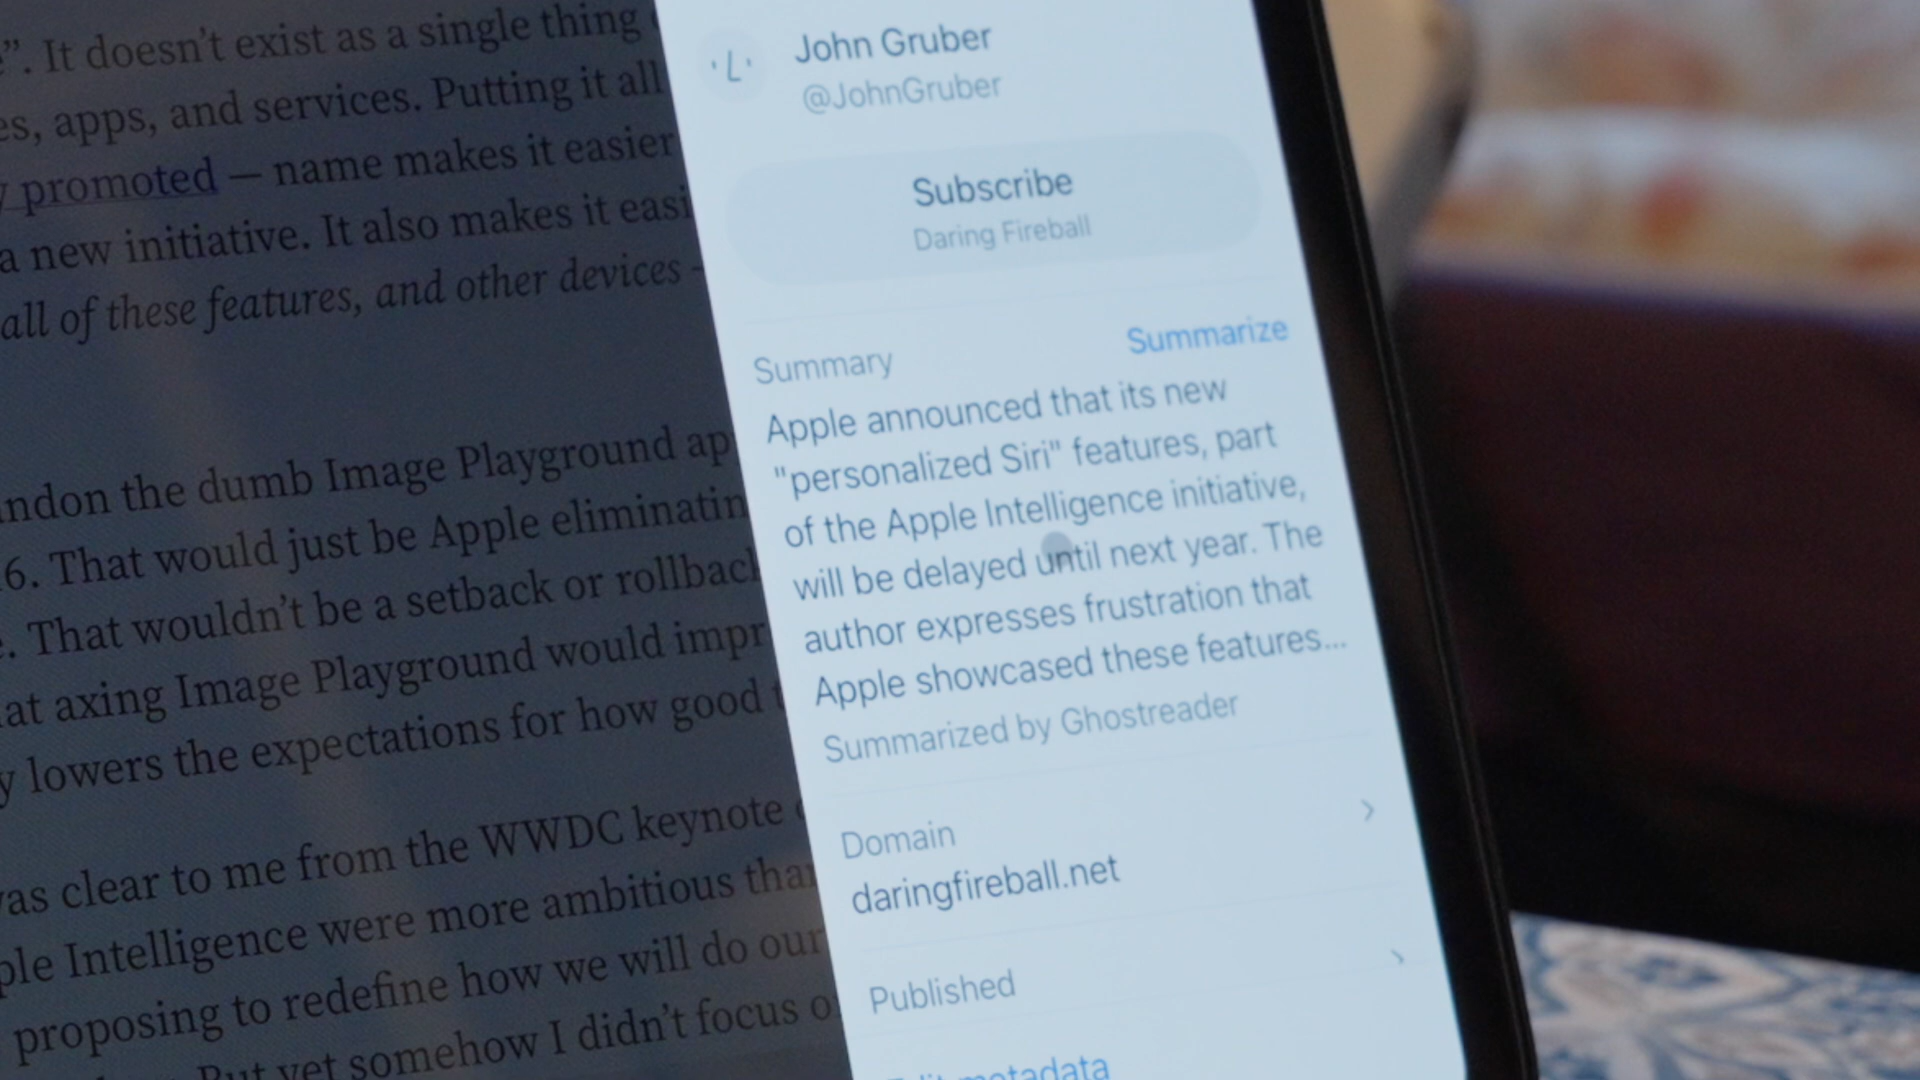 ”. It doesn’t exist as a single thing
es, apps, and services. Putting it all
y promoted — name makes it easier
a new initiative. It also makes it easi
all of these features, and other devices -
ndon the dumb Image Playground ap
6. That would just be Apple eliminatin
e. That wouldn’t be a setback or rollback
at axing Image Playground would impr
y lowers the expectations for how good t
was clear to me from the WWDC keynote
ple Intelligence were more ambitious than
proposing to redefine how we will do our
But yet somehow I didn’t focus o
John Gruber
@JohnGruber
Subscribe
Daring Fireball
Summary
Summarize
Apple announced that its new
"personalized Siri" features, part
of the Apple Intelligence initiative,
will be delayed until next year. The
author expresses frustration that
Apple showcased these features...
Summarized by Ghostreader
Domain
daringfireball.net
Published
Edit metadata